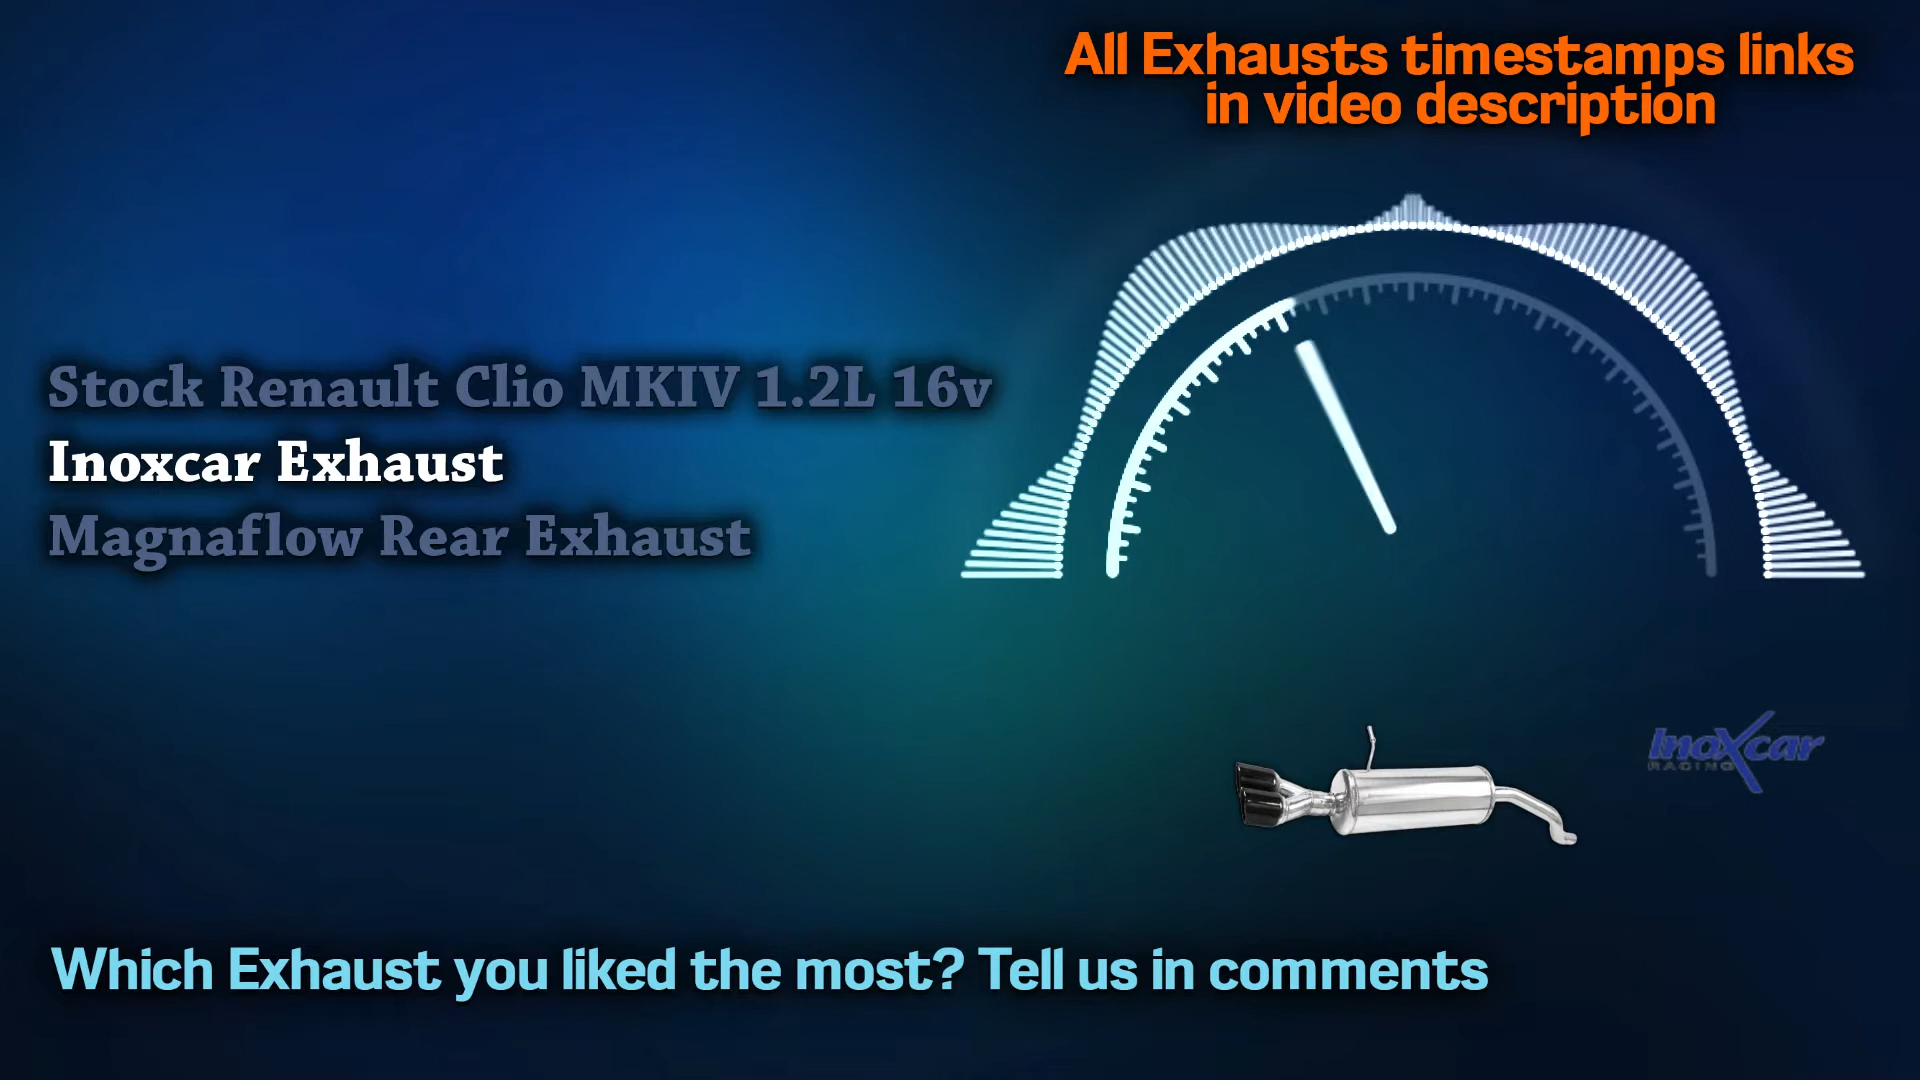 All Exhausts timestamps links
in video description
Stock Renault Clio MKIV 1.2L 16v
Inoxcar Exhaust
Magnaflow Rear Exhaust
InoXcar
RACING
Which Exhaust you liked the most? Tell us in comments